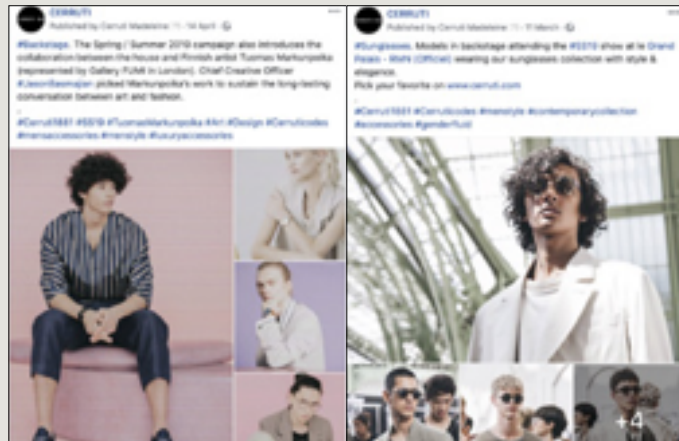 CERRUTI
Published by Cerruti Madeleine · 14 April ·
#Backstage. The Spring / Summer 2019 campaign also introduces the
collaboration between the house and Finnish artist Tuomas Markunpoika
(represented by Gallery FUMI in London). Chief Creative Officer
#JasonBasmajian picked Markunpoika's work to sustain the long-lasting
conversation between art and fashion.
.
#Cerruti1881 #SS19 #TuomasMarkunpoika #Art #Design #Cerruticodes
#mensaccessories #menstyle #luxuryaccessories
CERRUTI
Published by Cerruti Madeleine · 11 March ·
#Sunglasses. Models in backstage attending the #SS19 show at le Grand
Palais - RMN (Officiel) wearing our sunglasses collection with style &
elegance.
Pick your favorite on www.cerruti.com
.
#Cerruti1881 #Cerruticodes #menstyle #contemporarycollection
#accessories #genderfluid
+4